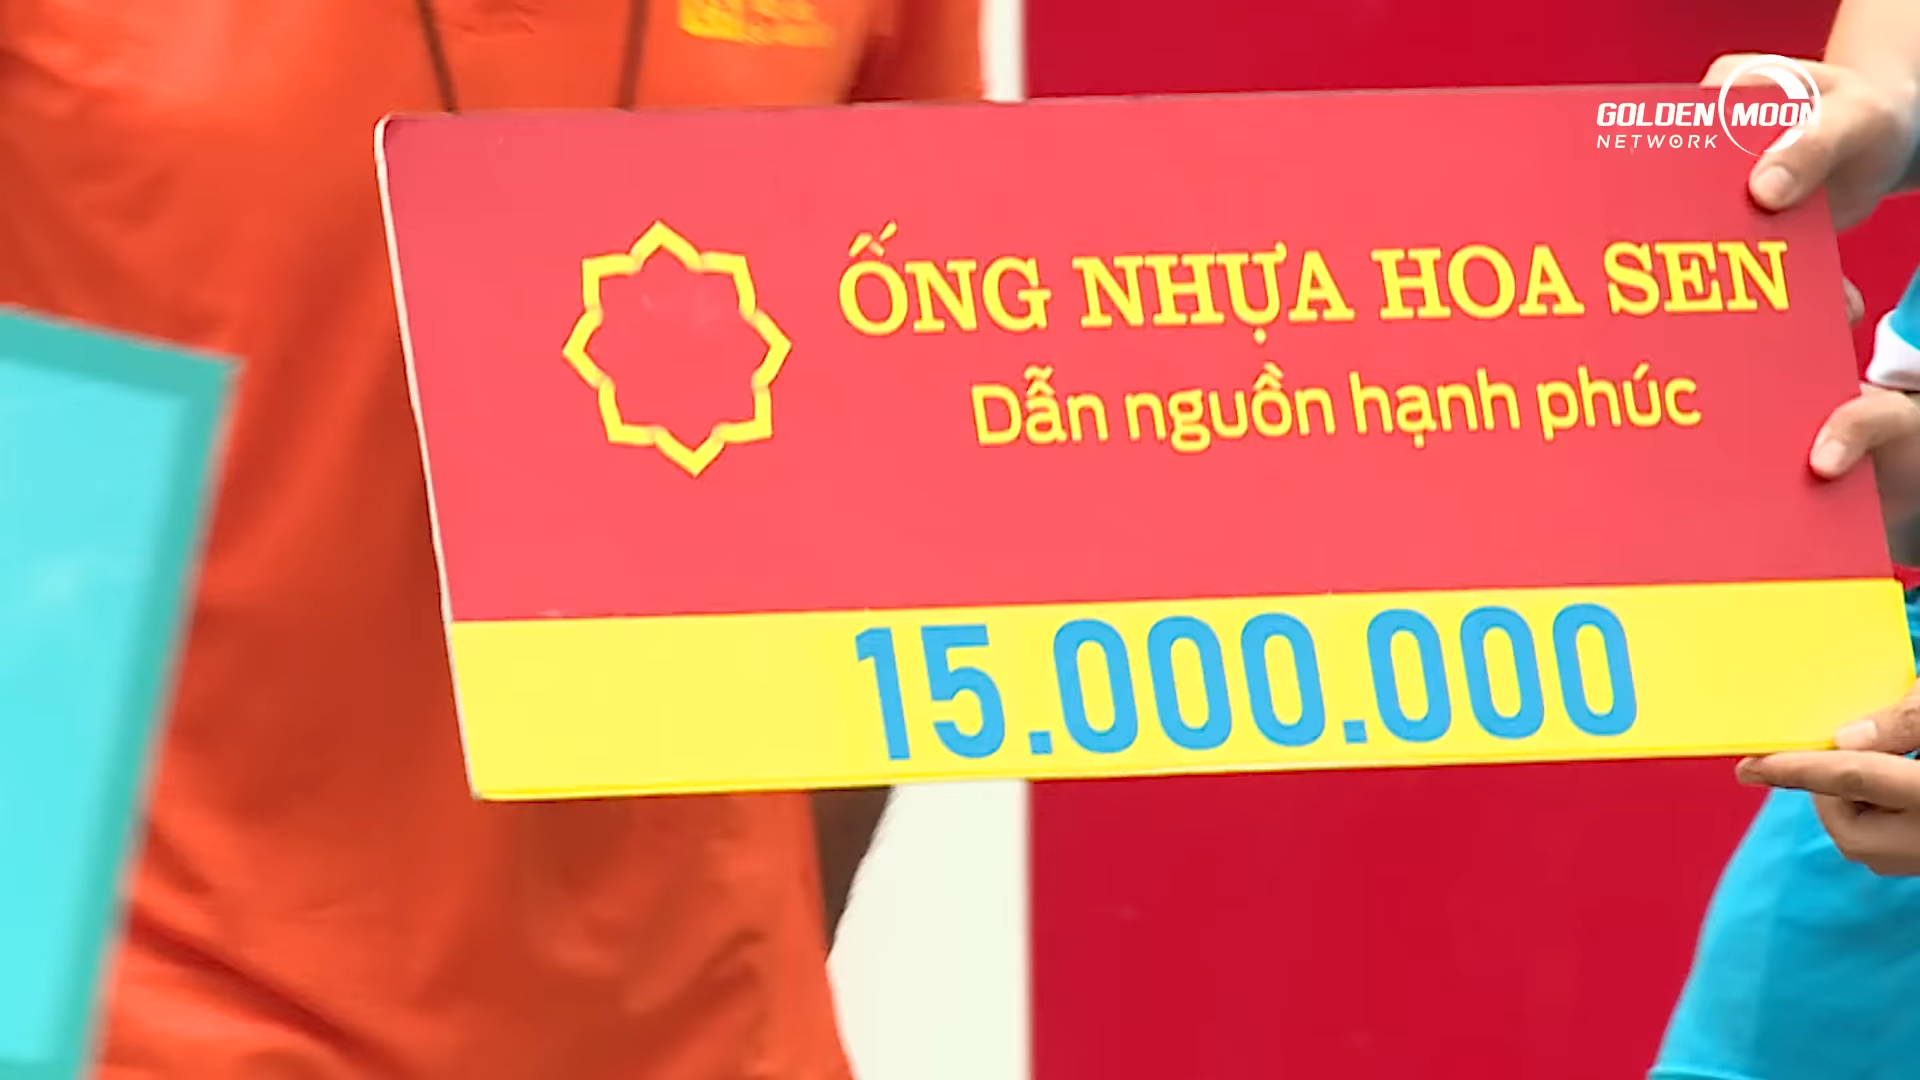 GOLDEN MOON
NETWORK
ỐNG NHỰA HOA SEN
Dẫn nguồn hạnh phúc
15.000.000